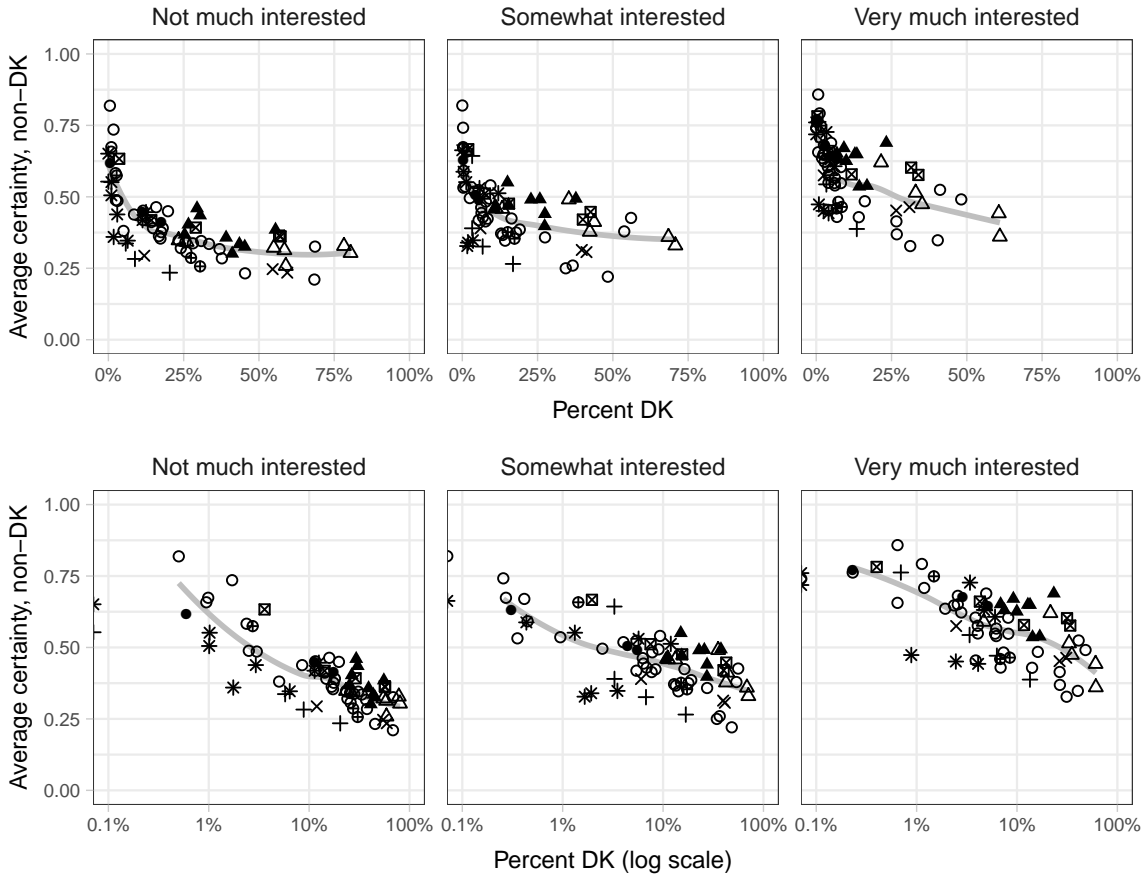 Not much interested Somewhat interested Very much interested
Average certainty, non−DK
1.00
0.75
0.50
0.25
0.00
0% 25% 50% 75% 100% 0% 25% 50% 75% 100% 0% 25% 50% 75% 100%
Percent DK
Not much interested Somewhat interested Very much interested
Average certainty, non−DK
1.00
0.75
0.50
0.25
0.00
0.1% 1% 10% 100% 0.1% 1% 10% 100% 0.1% 1% 10% 100%
Percent DK (log scale)